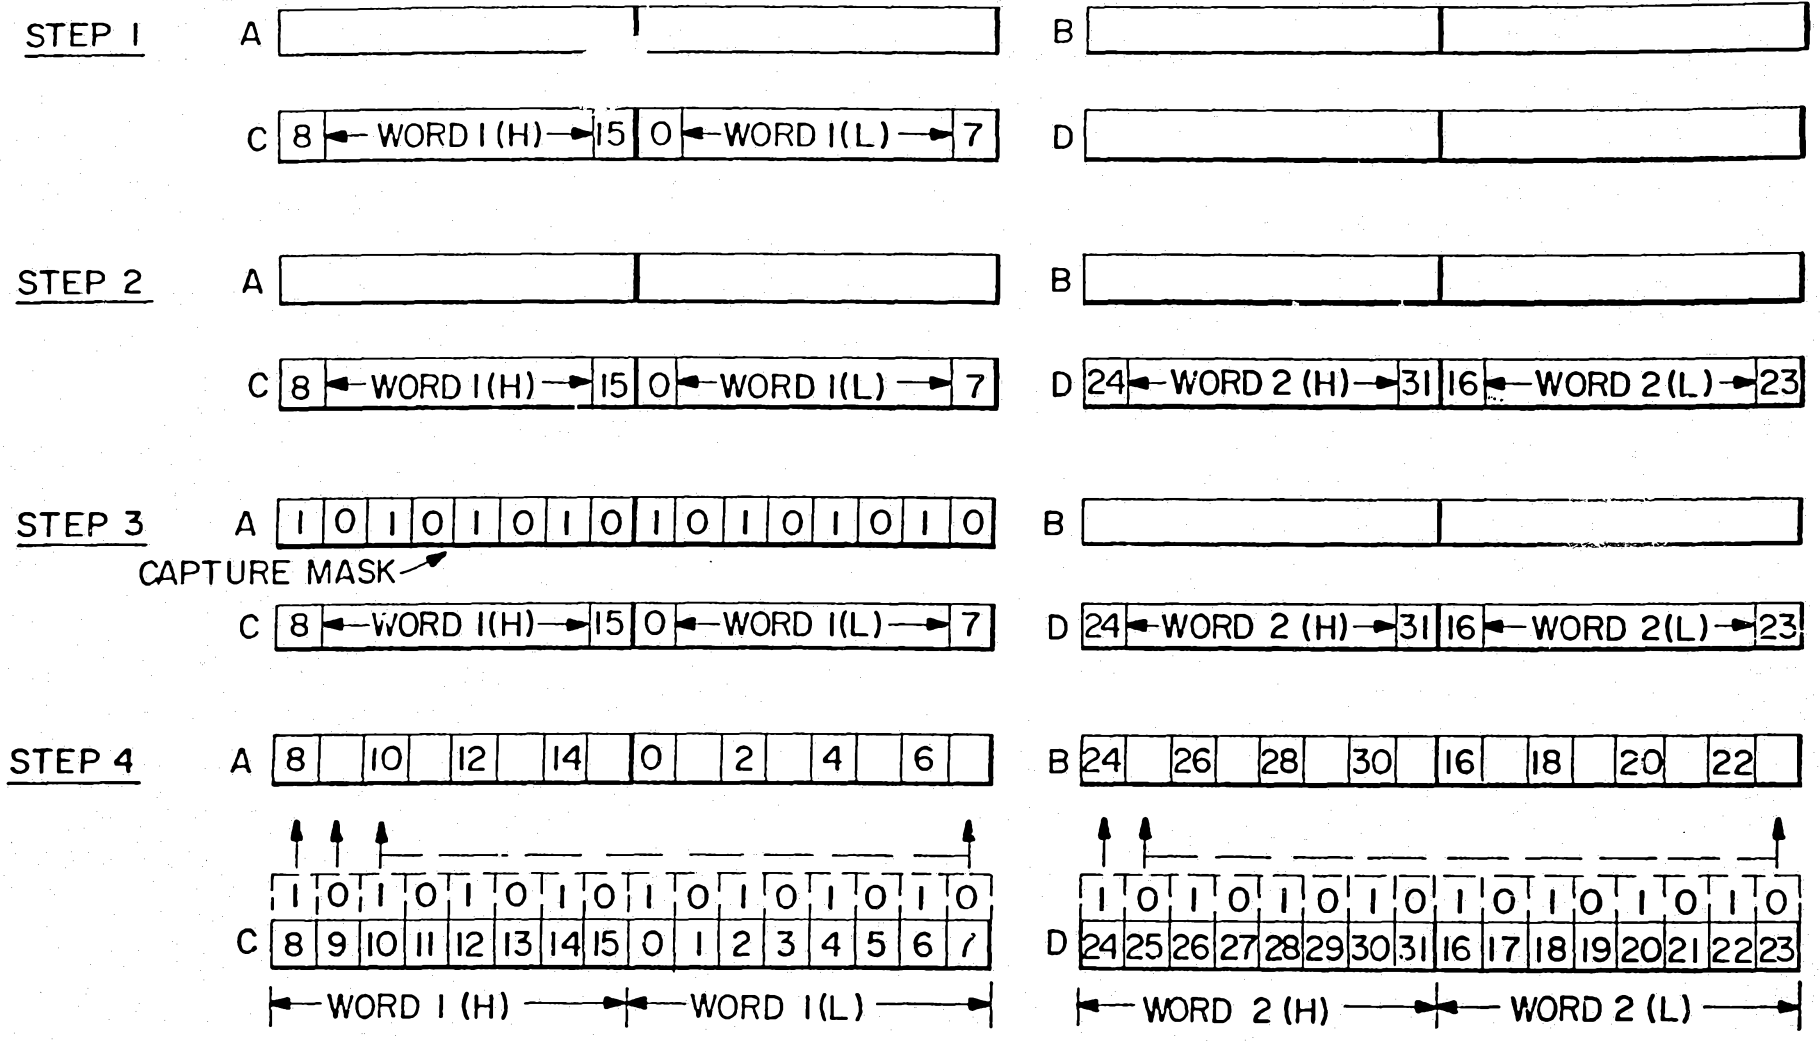 STEP 1 A B
C 8 WORD 1(H) 15 0 WORD 1(L) 7 D
STEP 2 A B
C 8 WORD 1(H) 15 0 WORD 1(L) 7 D 24 WORD 2 (H) 31 16 WORD 2(L) 23
STEP 3 A 1 0 1 0 1 0 1 0 1 0 1 0 1 0 1 0 B
CAPTURE MASK
C 8 WORD 1(H) 15 0 WORD 1(L) 7 D 24 WORD 2 (H) 31 16 WORD 2(L) 23
STEP 4 A 8 10 12 14 0 2 4 6 B 24 26 28 30 16 18 20 22
1 0 1 0 1 0 1 0 1 0 1 0 1 0 1 0 1 0 1 0 1 0 1 0 1 0 1 0 1 0 1 0
C 8 9 10 11 12 13 14 15 0 1 2 3 4 5 6 7 D 24 25 26 27 28 29 30 31 16 17 18 19 20 21 22 23
WORD 1 (H) WORD 1(L) WORD 2 (H) WORD 2 (L)